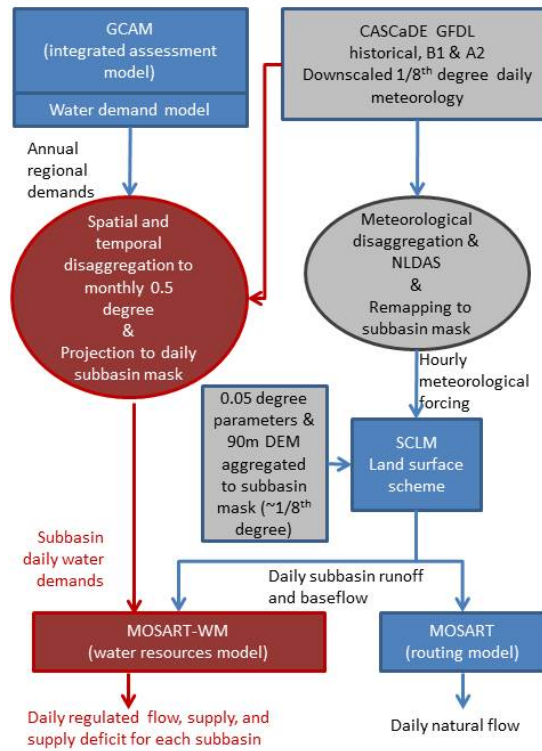 GCAM
(integrated assessment
model)
Water demand model
CASCaDE GFDL
historical, B1 & A2
Downscaled 1/8th degree daily
meteorology
Annual
regional
demands
Spatial and
temporal
disaggregation to
monthly 0.5
degree
&
Projection to daily
subbasin mask
Meteorological
disaggregation &
NLDAS
&
Remapping to
subbasin mask
Hourly
meteorological
forcing
0.05 degree
parameters &
90m DEM
aggregated
to subbasin
mask (~1/8th
degree)
SCLM
Land surface
scheme
Subbasin
daily water
demands
Daily subbasin runoff
and baseflow
MOSART-WM
(water resources model)
MOSART
(routing model)
Daily regulated flow, supply, and
supply deficit for each subbasin
Daily natural flow